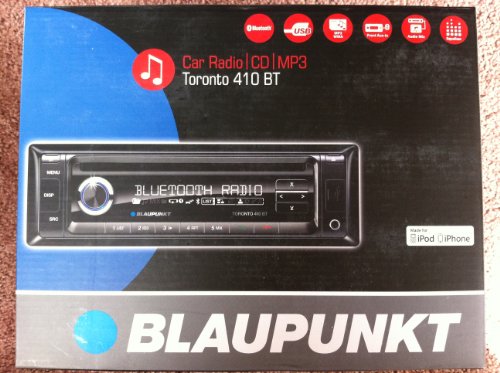 Bluetooth
USB
Car Radio|CD|MP3
Toronto 410 BT
MENU
DISP
SRC
BLUETOOTH RADIO
BLAUPUNKT
TORONTO 410 BT
Made for
iPod iPhone
BLAUPUNKT